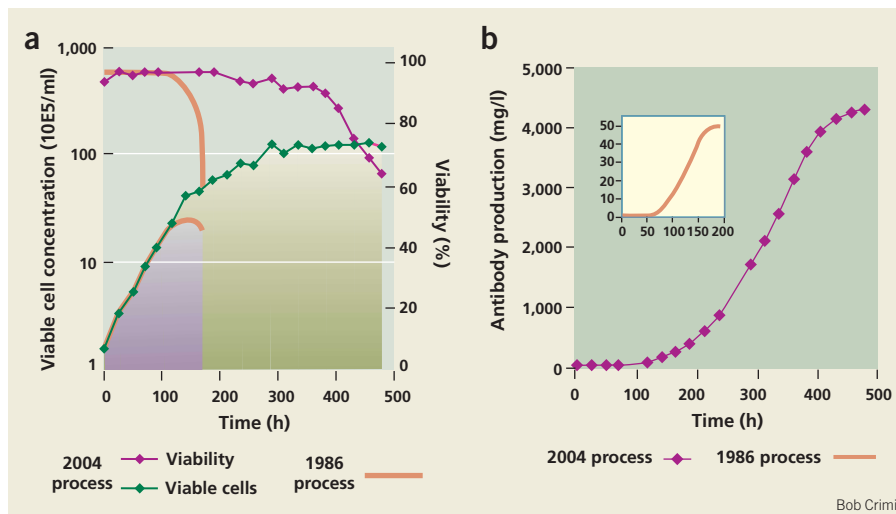 a
1,000
100
10
1
Viable cell concentration (10E5/ml)
100
80
60
40
20
0
Viability (%)
0 100 200 300 400 500
Time (h)
2004 process
Viability
Viable cells
1986 process
b
5,000
4,000
3,000
2,000
1,000
0
Antibody production (mg/l)
50
40
30
20
10
0
0 50 100 150 200
0 100 200 300 400 500
Time (h)
2004 process 1986 process
Bob Crimi